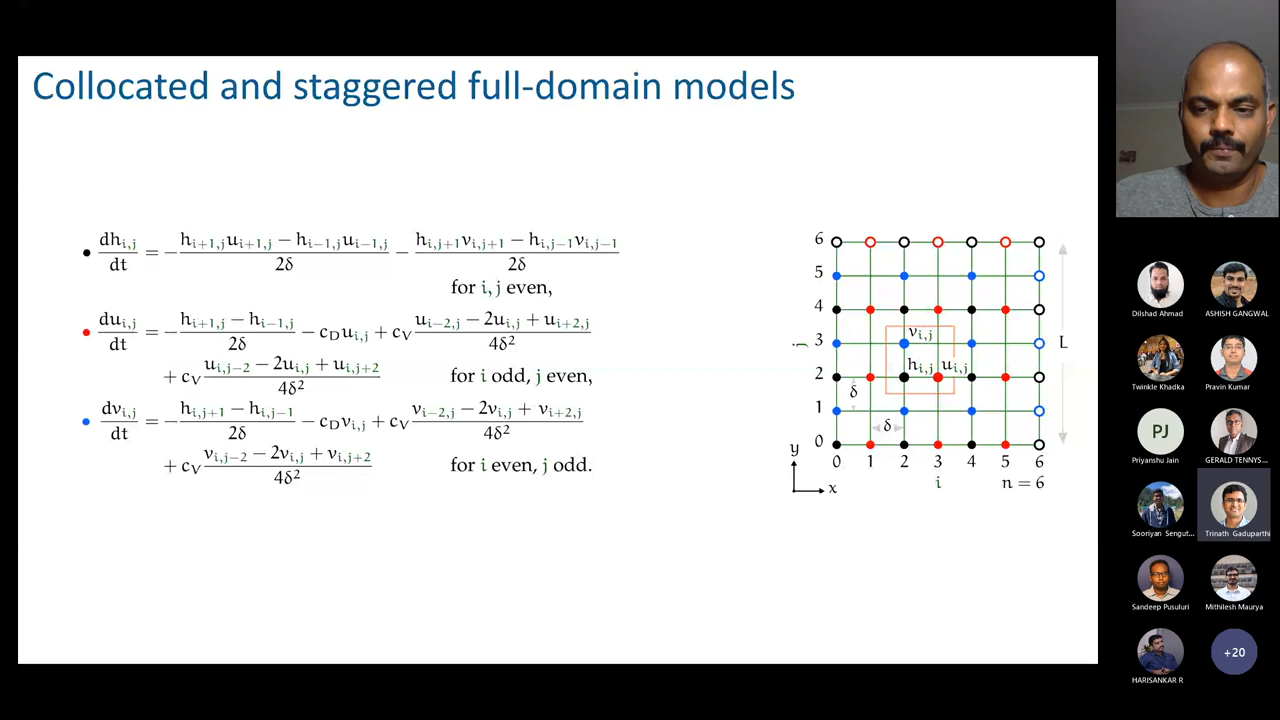 Collocated and staggered full-domain models
• dh_{i,j}/dt = −(h_{i+1,j}u_{i+1,j} − h_{i−1,j}u_{i−1,j})/2δ − (h_{i,j+1}v_{i,j+1} − h_{i,j−1}v_{i,j−1})/2δ
for i, j even,
• du_{i,j}/dt = −(h_{i+1,j} − h_{i−1,j})/2δ − c_D u_{i,j} + c_V (u_{i−2,j} − 2u_{i,j} + u_{i+2,j})/4δ²
+ c_V (u_{i,j−2} − 2u_{i,j} + u_{i,j+2})/4δ² for i odd, j even,
• dv_{i,j}/dt = −(h_{i,j+1} − h_{i,j−1})/2δ − c_D v_{i,j} + c_V (v_{i−2,j} − 2v_{i,j} + v_{i+2,j})/4δ²
+ c_V (v_{i,j−2} − 2v_{i,j} + v_{i,j+2})/4δ² for i even, j odd.
6
5
4
3
2
1
0
j
v_{i,j}
h_{i,j} u_{i,j}
δ
δ
L
y
x
0 1 2 3 4 5 6
i n = 6
Dilshad Ahmad
ASHISH GANGWAL
Twinkle Khadka
Pravin Kumar
PJ
Priyanshu Jain
GERALD TENNYS...
Sooriyan Sengut...
Trinath Gaduparthi
Sandeep Pusuluri
Mithilesh Maurya
HARISANKAR R
+20